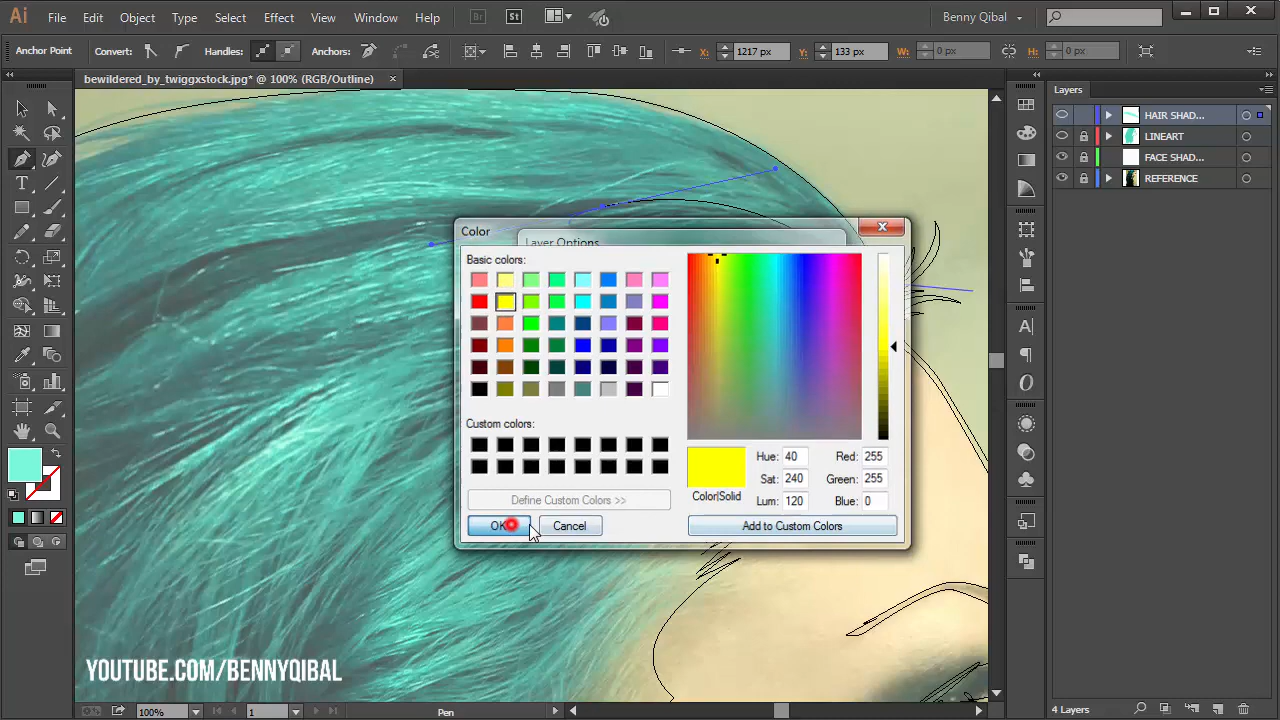 Ai File Edit Object Type Select Effect View Window Help Br St Benny Qibal
Anchor Point Convert: Handles: Anchors: X: 1217 px Y: 133 px W: 0 px H: 0 px
bewildered_by_twiggxstock.jpg* @ 100% (RGB/Outline) ×
Layers
HAIR SHAD...
LINEART
FACE SHAD...
REFERENCE
Color
Layer Options
Basic colors:
Custom colors:
Define Custom Colors >>
OK Cancel
Color|Solid
Hue: 40 Red: 255
Sat: 240 Green: 255
Lum: 120 Blue: 0
Add to Custom Colors
YOUTUBE.COM/BENNYQIBAL
100% 1 Pen 4 Layers